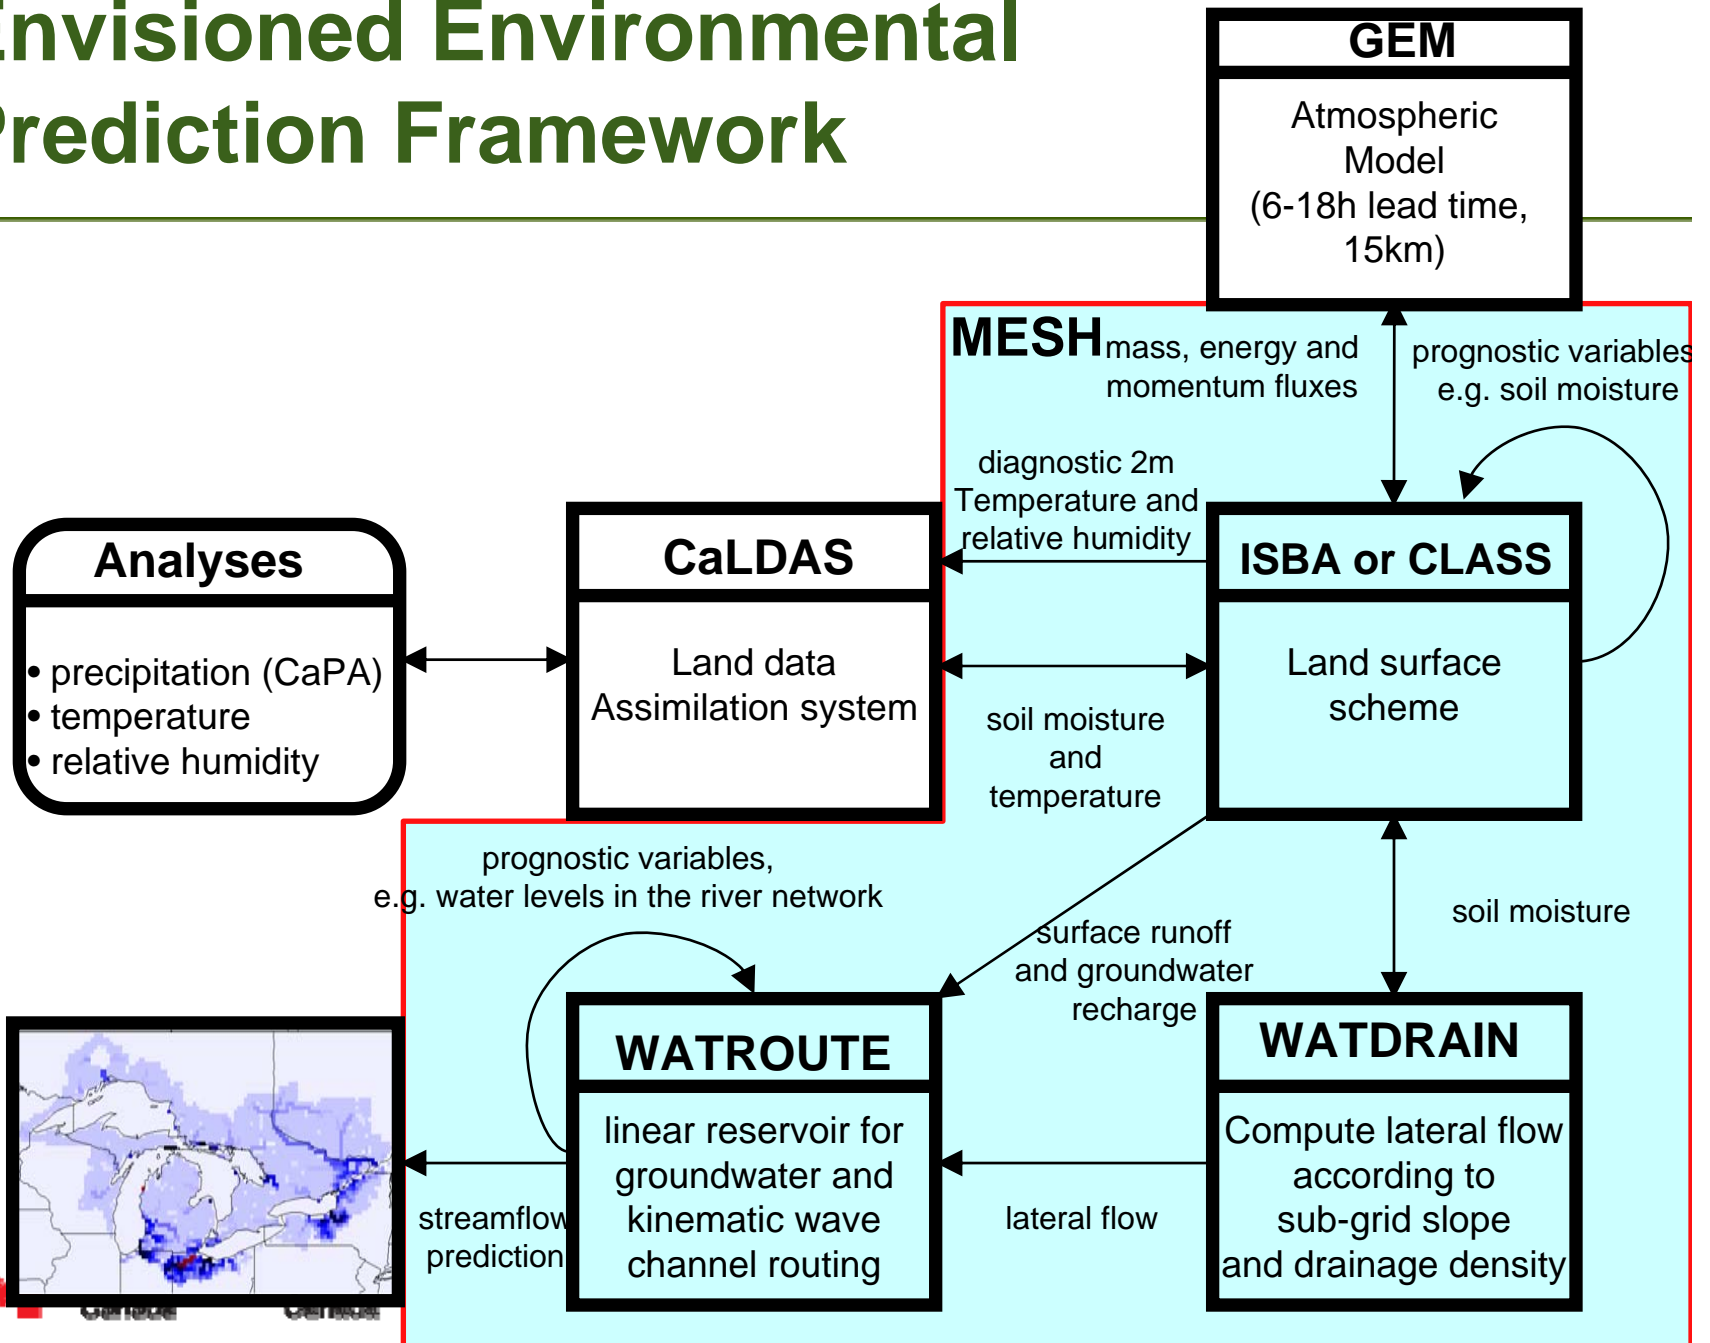 nvisioned Environmental
rediction Framework
GEM
Atmospheric
Model
(6-18h lead time,
15km)
MESH
mass, energy and
momentum fluxes
prognostic variables
e.g. soil moisture
diagnostic 2m
Temperature and
relative humidity
Analyses
• precipitation (CaPA)
• temperature
• relative humidity
CaLDAS
Land data
Assimilation system
ISBA or CLASS
Land surface
scheme
soil moisture
and
temperature
prognostic variables,
e.g. water levels in the river network
surface runoff
and groundwater
recharge
soil moisture
WATROUTE
linear reservoir for
groundwater and
kinematic wave
channel routing
WATDRAIN
Compute lateral flow
according to
sub-grid slope
and drainage density
streamflow
prediction
lateral flow